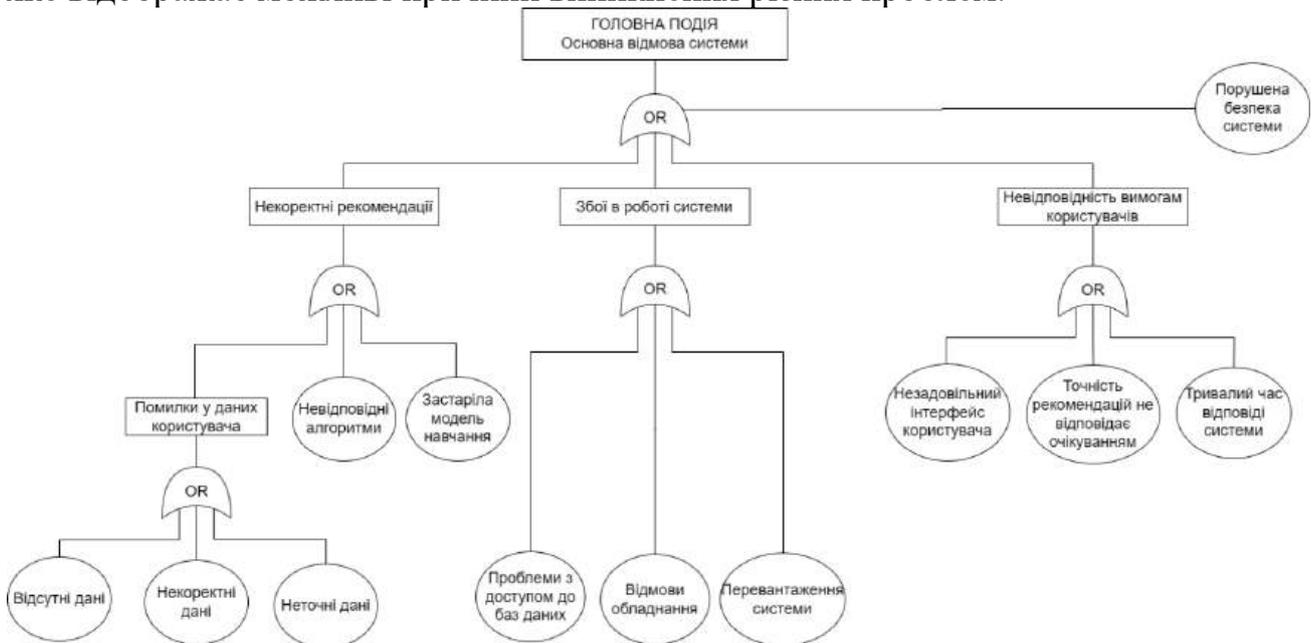 ГОЛОВНА ПОДІЯ
Основна відмова системи
OR
Порушена
безпека
системи
Некоректні рекомендації
Збої в роботі системи
Невідповідність вимогам
користувачів
OR
OR
OR
Помилки у даних
користувача
Невідповідні
алгоритми
Застаріла
модель
навчання
Незадовільний
інтерфейс
користувача
Точність
рекомендацій не
відповідає
очікуванням
Тривалий час
відповіді
системи
OR
Відсутні дані
Некоректні
дані
Неточні дані
Проблеми з
доступом до
баз даних
Відмови
обладнання
Перевантаження
системи